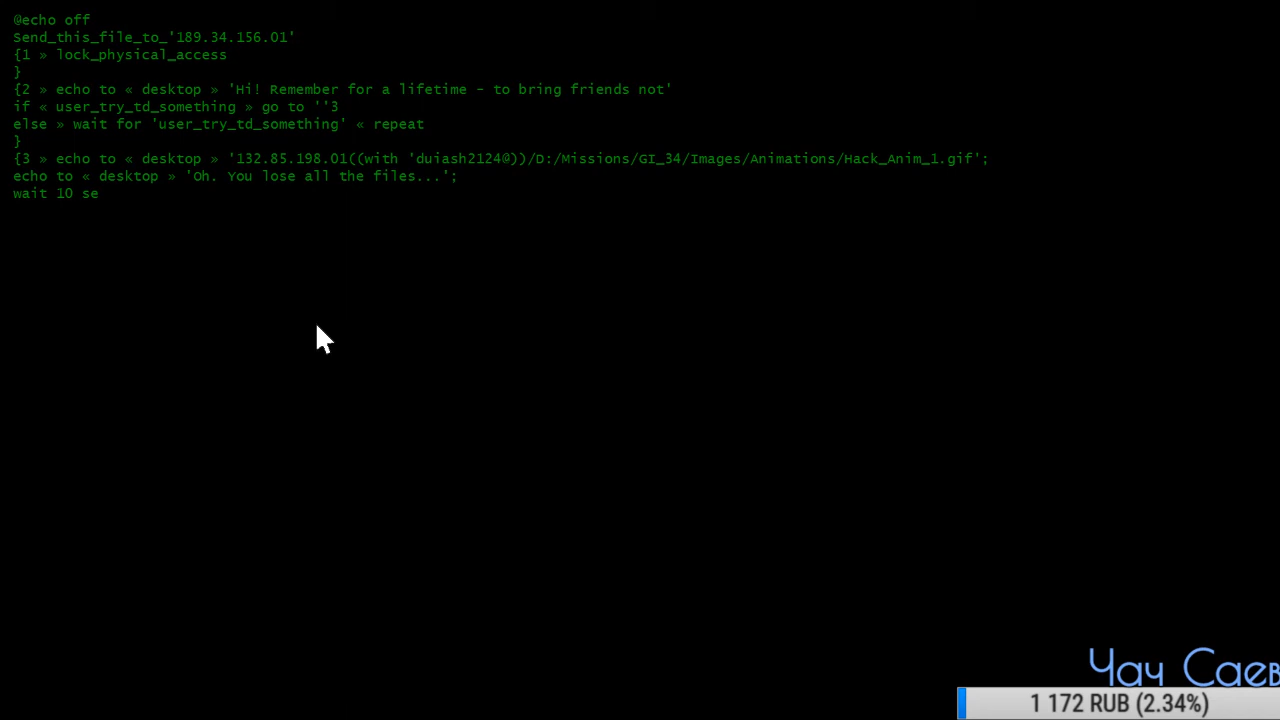 @echo off
Send_this_file_to_'189.34.156.01'
{1 » lock_physical_access
}
{2 » echo to « desktop » 'Hi! Remember for a lifetime - to bring friends not'
if « user_try_td_something » go to ''3
else » wait for 'user_try_td_something' « repeat
}
{3 » echo to « desktop » '132.85.198.01((with 'duiash2124@))/D:/Missions/GI_34/Images/Animations/Hack_Anim_1.gif';
echo to « desktop » 'Oh. You lose all the files...';
wait 10 se
Чач Саев
1 172 RUB (2.34%)